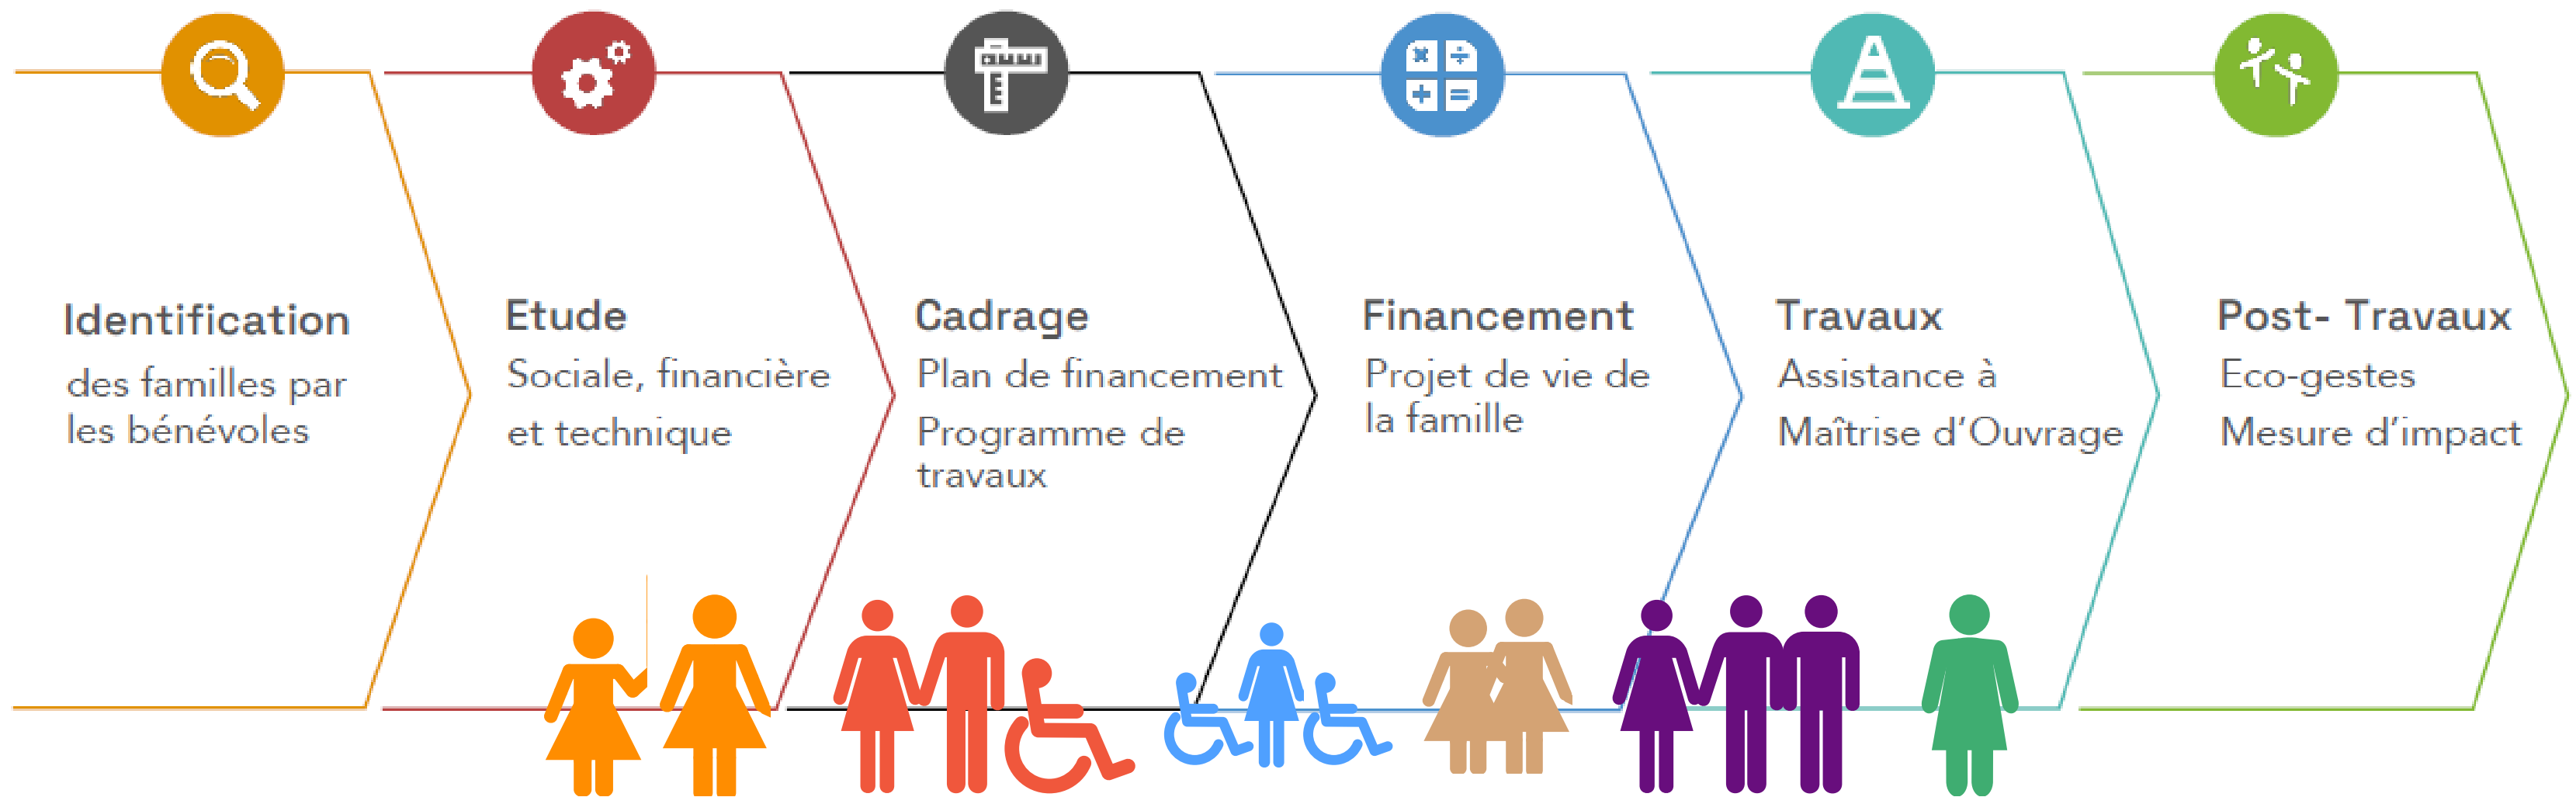 Identification
des familles par
les bénévoles
Etude
Sociale, financière
et technique
Cadrage
Plan de financement
Programme de
travaux
Financement
Projet de vie de
la famille
Travaux
Assistance à
Maîtrise d’Ouvrage
Post- Travaux
Eco-gestes
Mesure d’impact